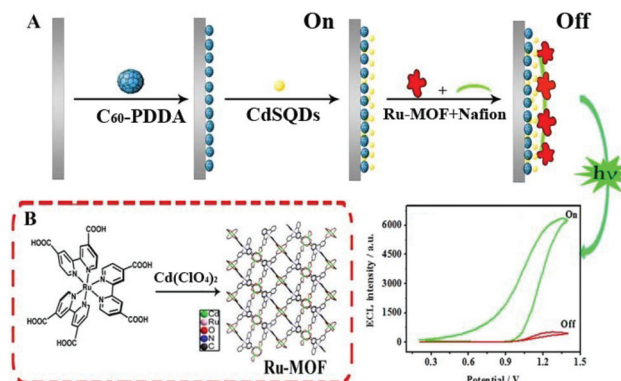 A
On
Off
C60-PDDA
CdSQDs
+
Ru-MOF+Nafion
hν
B
COOH
HOOC
COOH
HOOC
Ru
COOH
HOOC
COOH
Cd(ClO4)2
Cd
Ru
O
N
C
Ru-MOF
ECL intensity / a.u.
6000
4500
3000
1500
0
On
Off
0.3 0.6 0.9 1.2 1.5
Potential / V